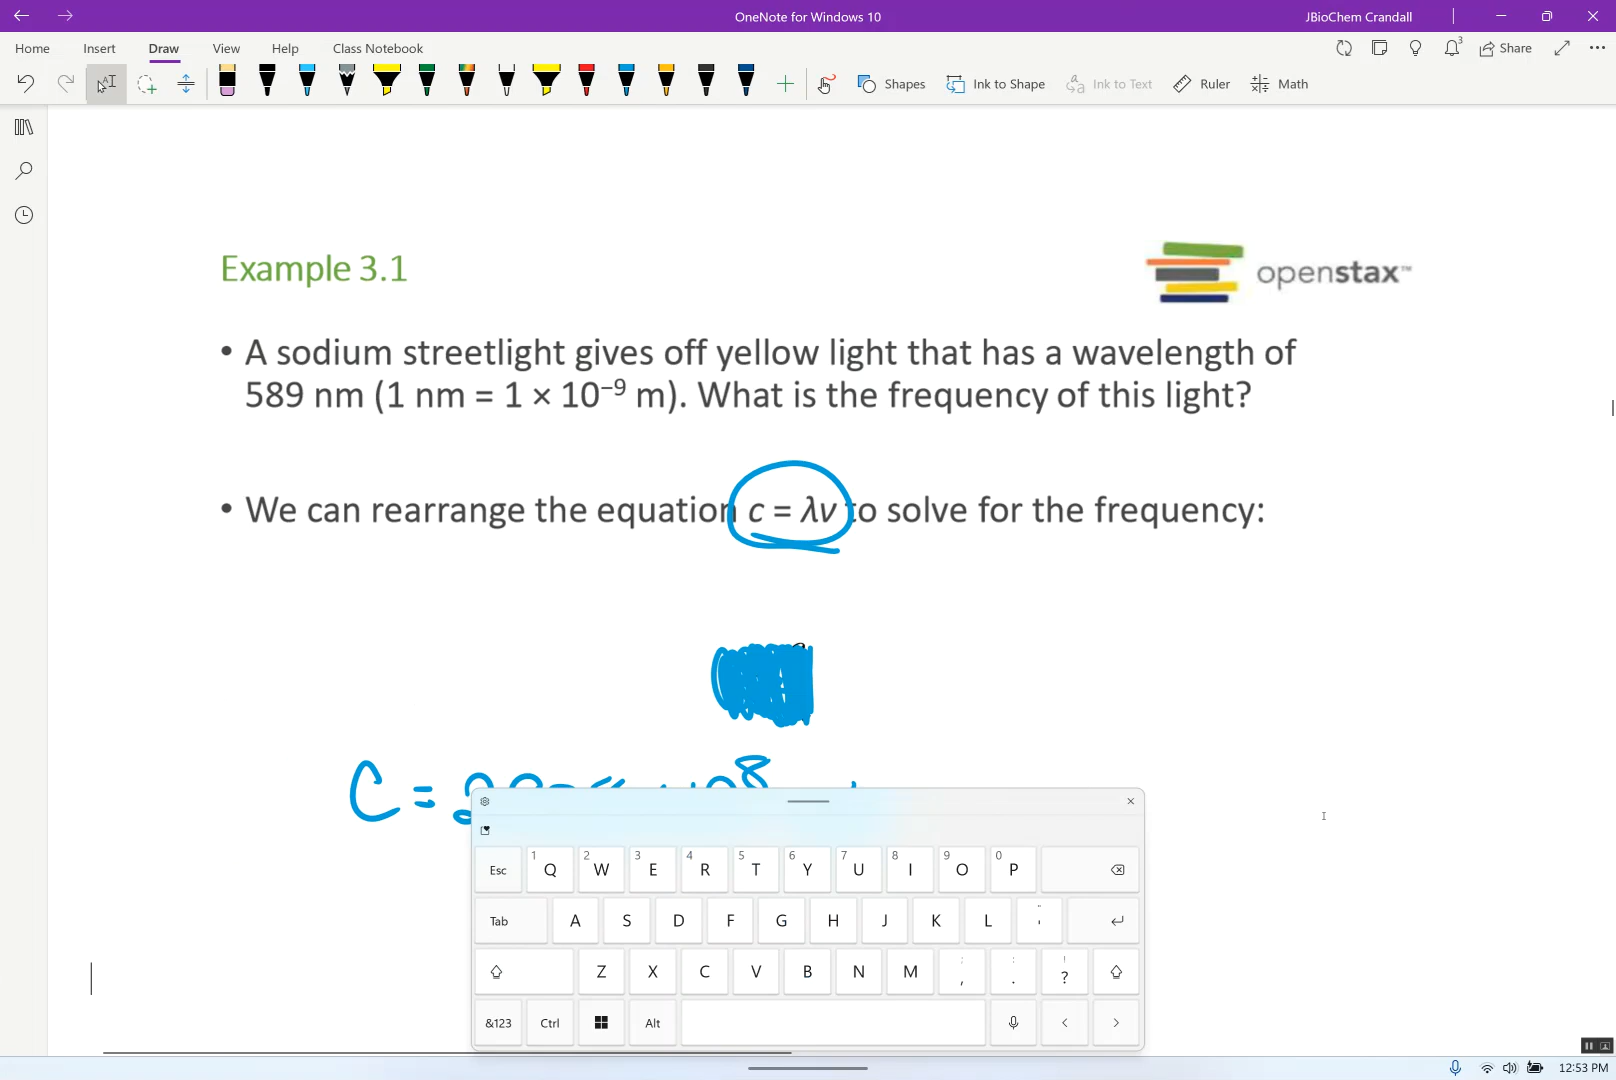 OneNote for Windows 10
JBioChem Crandall
Home Insert Draw View Help Class Notebook
3
Share
Shapes Ink to Shape Ink to Text Ruler Math
Example 3.1
openstax™
• A sodium streetlight gives off yellow light that has a wavelength of
589 nm (1 nm = 1 × 10⁻⁹ m). What is the frequency of this light?
• We can rearrange the equation c = λν to solve for the frequency:
C =
8
Esc 1 Q 2 W 3 E 4 R 5 T 6 Y 7 U 8 I 9 O 0 P
Tab A S D F G H J K L " '
Z X C V B N M ; , : . ! ?
&123 Ctrl Alt < >
12:53 PM